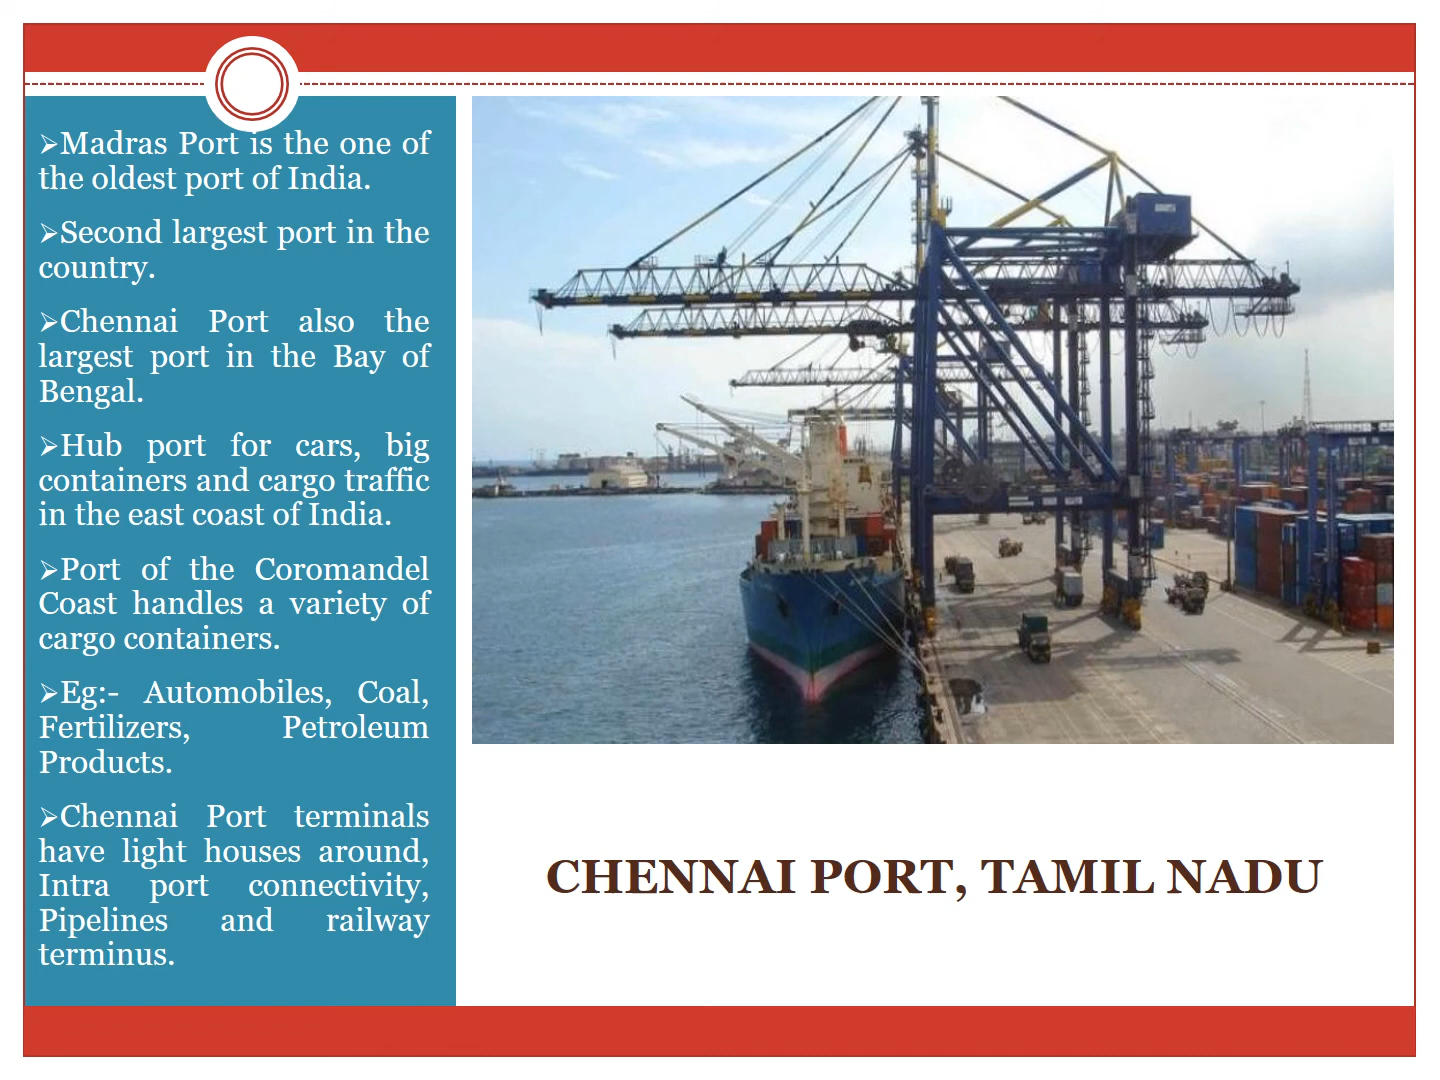 ➢Madras Port is the one of
the oldest port of India.
➢Second largest port in the
country.
➢Chennai Port also the
largest port in the Bay of
Bengal.
➢Hub port for cars, big
containers and cargo traffic
in the east coast of India.
➢Port of the Coromandel
Coast handles a variety of
cargo containers.
➢Eg:- Automobiles, Coal,
Fertilizers, Petroleum
Products.
➢Chennai Port terminals
have light houses around,
Intra port connectivity,
Pipelines and railway
terminus.
CHENNAI PORT, TAMIL NADU